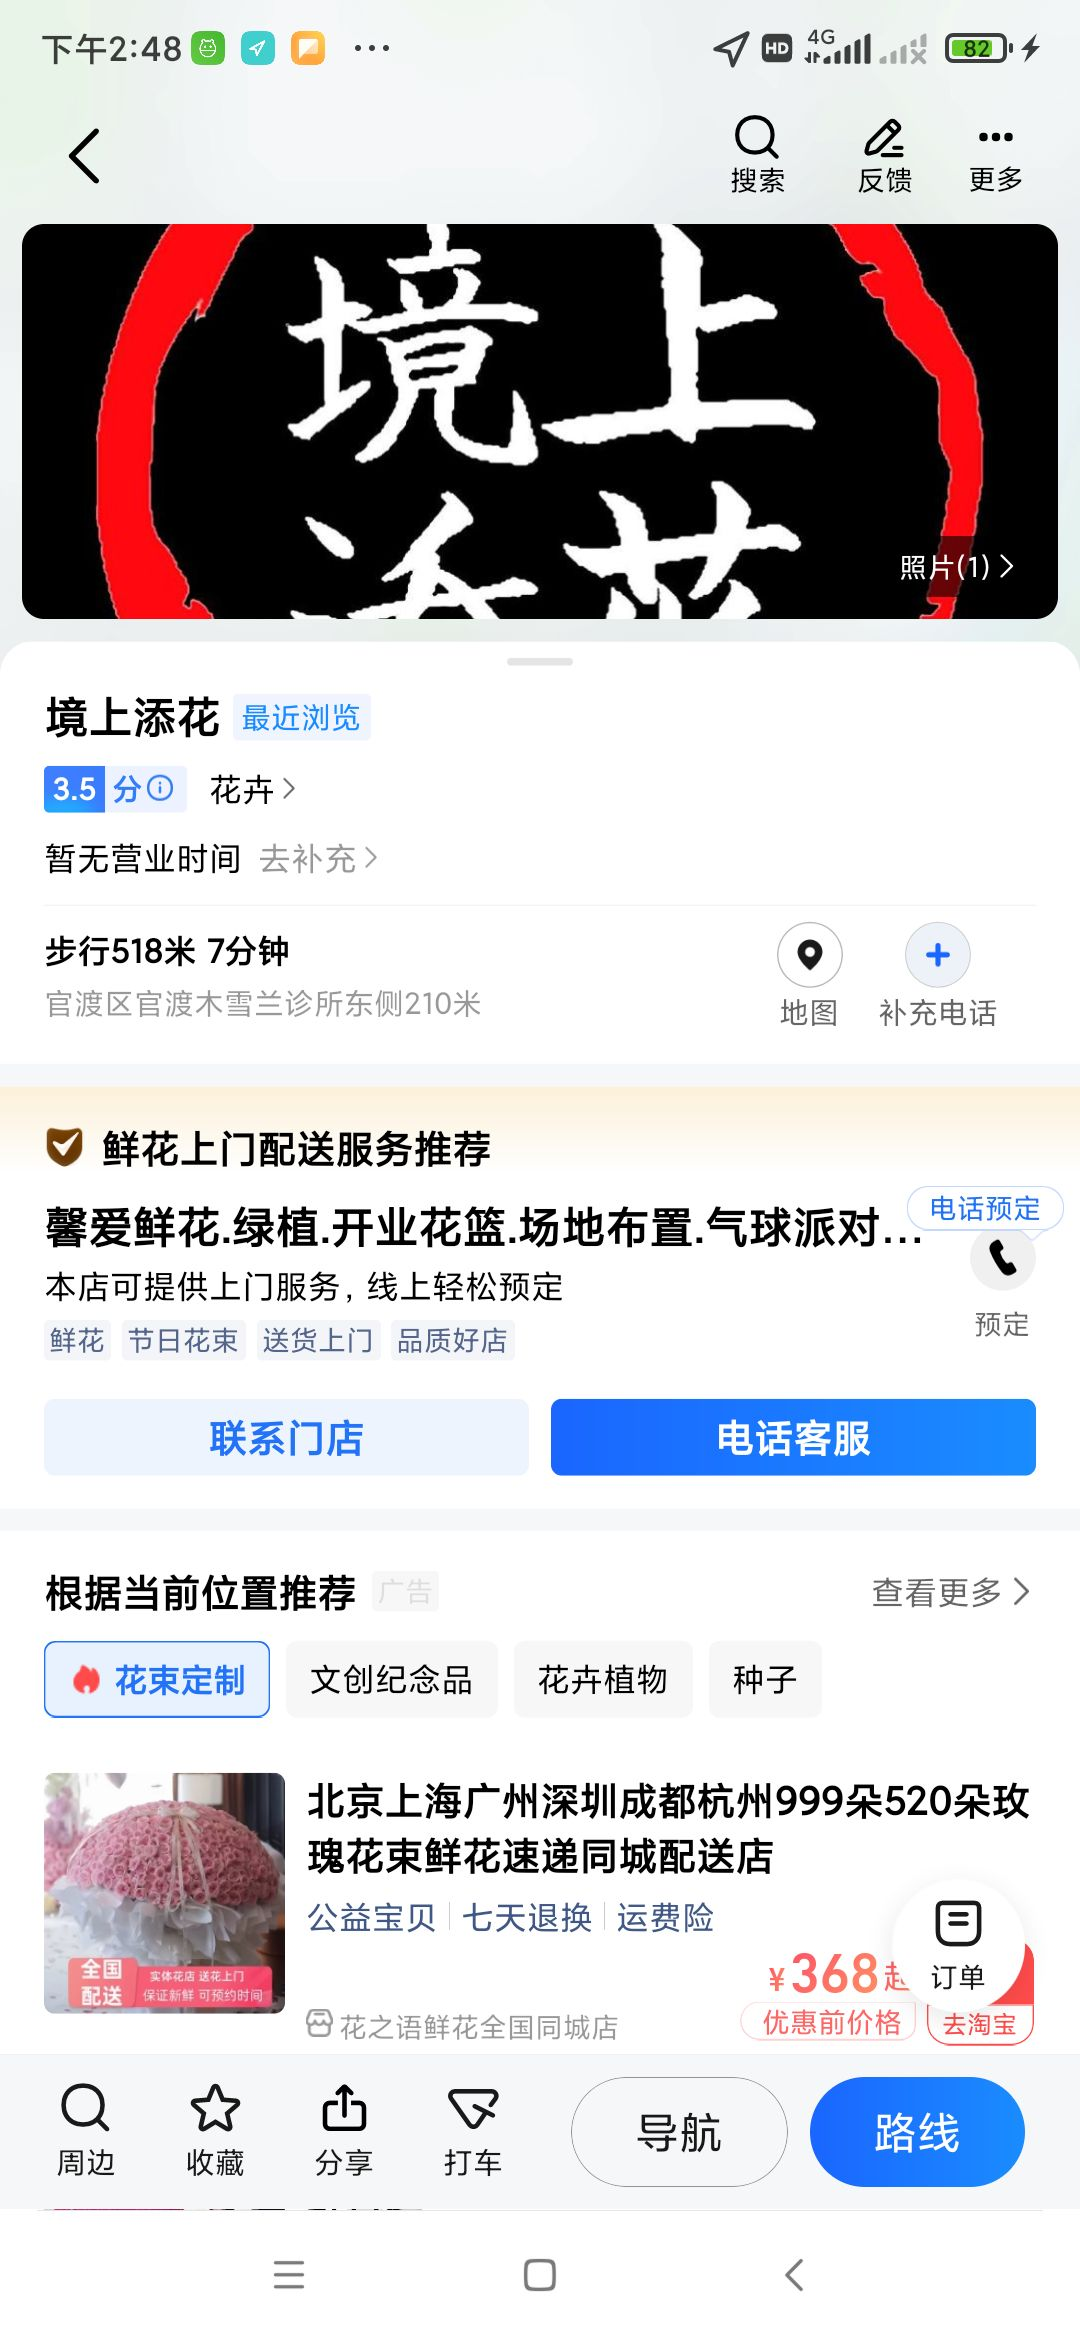 下午2:48
HD
4G
82
搜索
反馈
更多
境上
添花
照片(1)
境上添花
最近浏览
3.5分
花卉
暂无营业时间 去补充
步行518米 7分钟
官渡区官渡木雪兰诊所东侧210米
地图
补充电话
鲜花上门配送服务推荐
馨爱鲜花.绿植.开业花篮.场地布置.气球派对...
电话预定
本店可提供上门服务，线上轻松预定
预定
鲜花 节日花束 送货上门 品质好店
联系门店
电话客服
根据当前位置推荐
广告
查看更多
花束定制
文创纪念品
花卉植物
种子
北京上海广州深圳成都杭州999朵520朵玫
瑰花束鲜花速递同城配送店
公益宝贝 七天退换 运费险
¥368起
订单
优惠前价格
去淘宝
花之语鲜花全国同城店
全国
配送
实体花店 送花上门
保证新鲜 可预约时间
周边
收藏
分享
打车
导航
路线